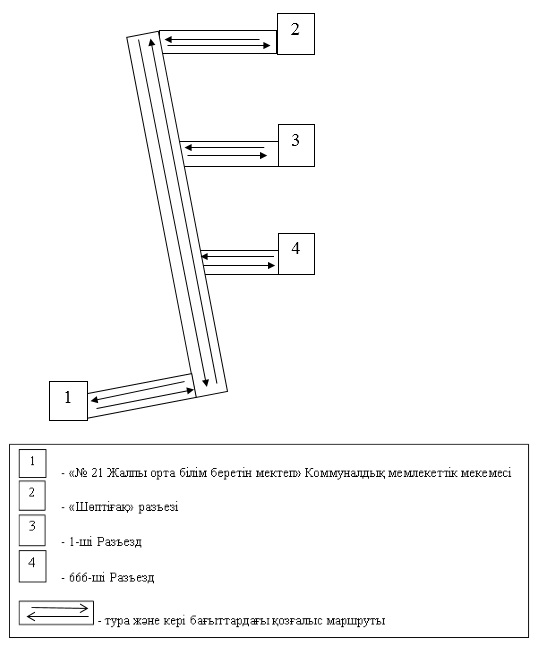 2
3
4
1
1 - «№ 21 Жалпы орта білім беретін мектеп» Коммуналдық мемлекеттік мекемесі
2 - «Шөптіғақ» разъезі
3 - 1-ші Разъезд
4 - 666-ші Разъезд
- тура және кері бағыттардағы қозғалыс маршруты